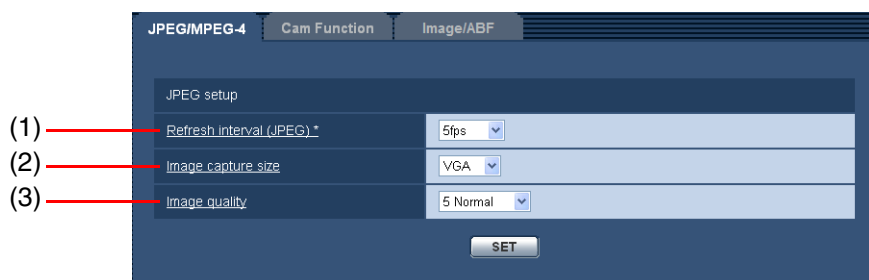 JPEG/MPEG-4 Cam Function Image/ABF
JPEG setup
(1) Refresh interval (JPEG) * 5fps
(2) Image capture size VGA
(3) Image quality 5 Normal
SET